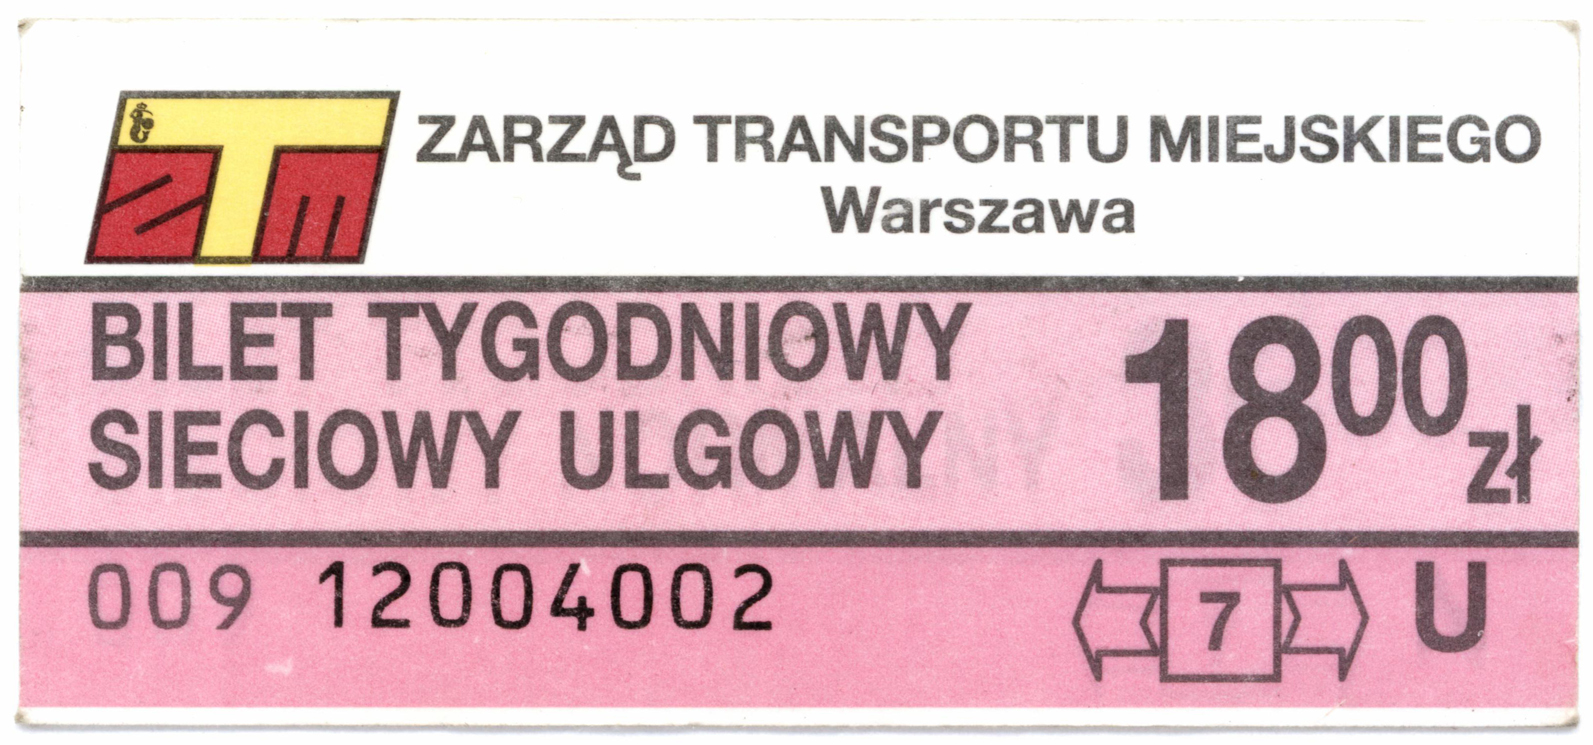 ZTM
ZARZĄD TRANSPORTU MIEJSKIEGO
Warszawa
BILET TYGODNIOWY
SIECIOWY ULGOWY
1800 zł
009 12004002
7 U